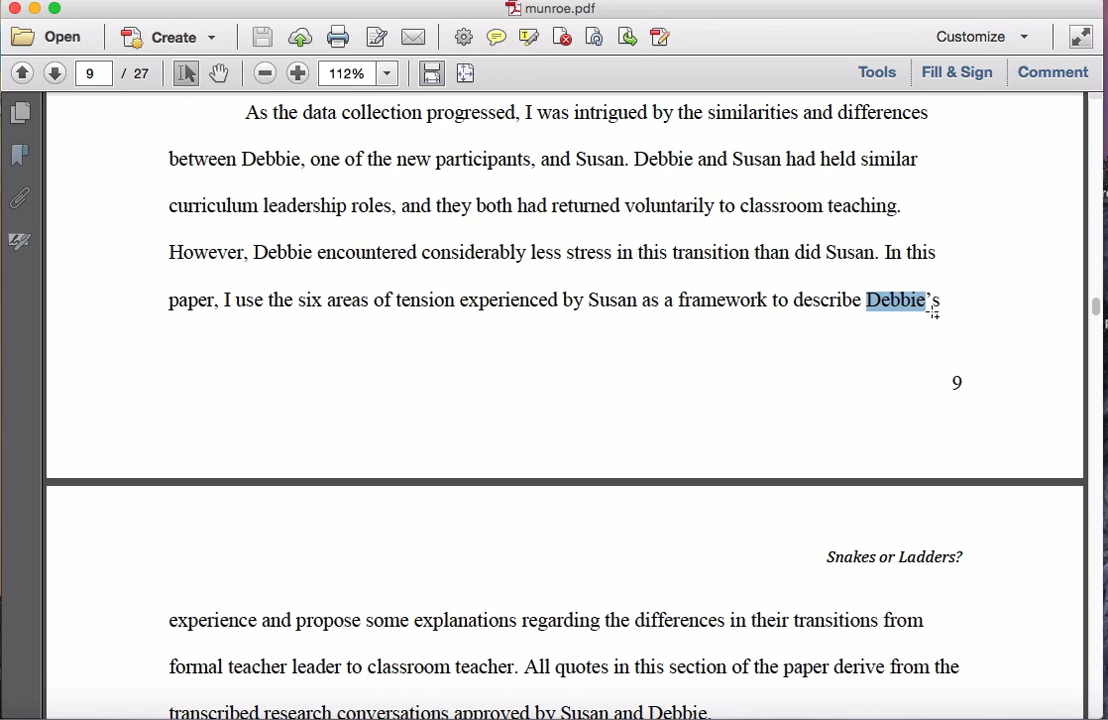 munroe.pdf
Open
Create
Customize
9 / 27
112%
Tools
Fill & Sign
Comment
As the data collection progressed, I was intrigued by the similarities and differences
between Debbie, one of the new participants, and Susan. Debbie and Susan had held similar
curriculum leadership roles, and they both had returned voluntarily to classroom teaching.
However, Debbie encountered considerably less stress in this transition than did Susan. In this
paper, I use the six areas of tension experienced by Susan as a framework to describe Debbie’s
9
Snakes or Ladders?
experience and propose some explanations regarding the differences in their transitions from
formal teacher leader to classroom teacher. All quotes in this section of the paper derive from the
transcribed research conversations approved by Susan and Debbie.